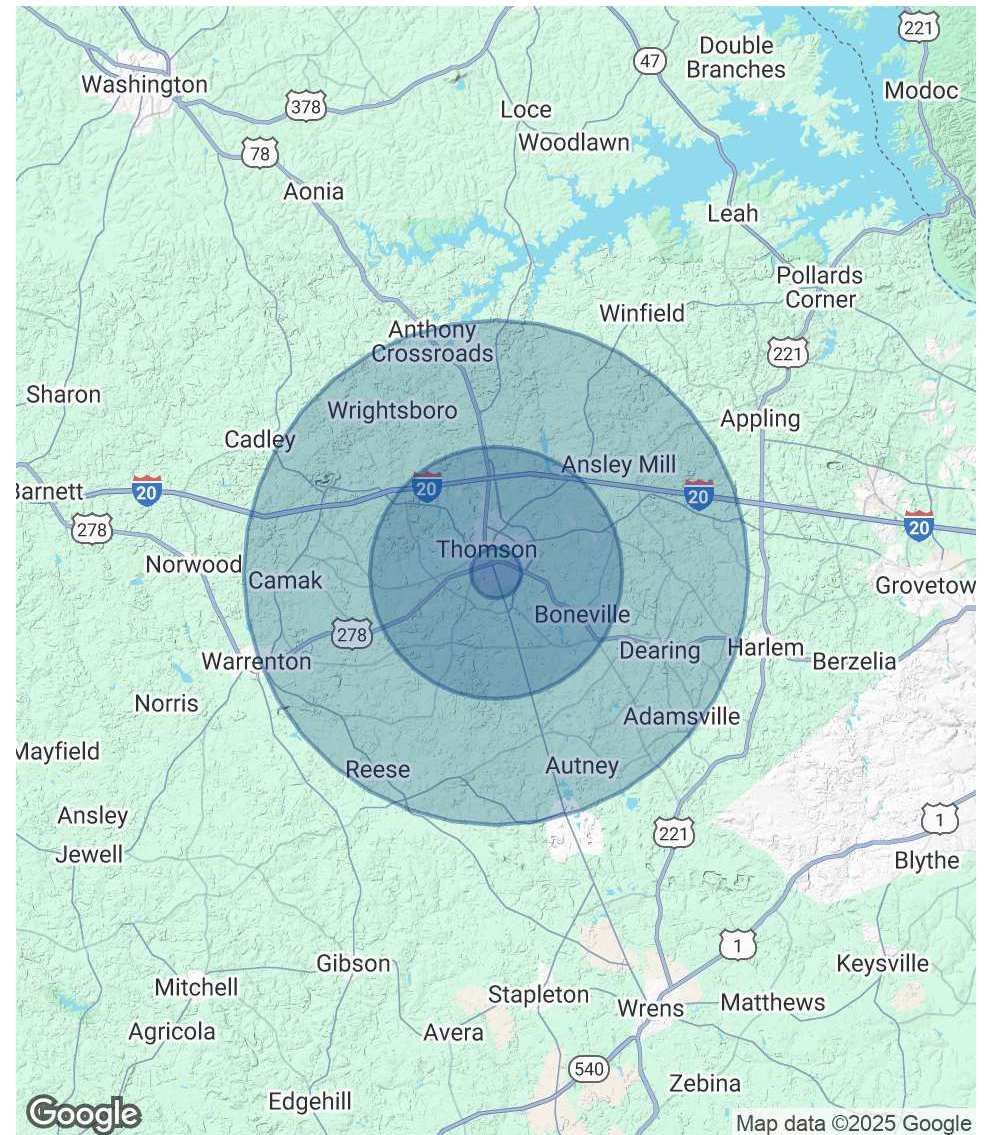 221
Double
Branches
47
Washington
Modoc
378
Loce
Woodlawn
78
Aonia
Leah
Pollards
Corner
Winfield
Anthony
Crossroads
221
Sharon
Wrightsboro
Appling
Cadley
Ansley Mill
20
20
20
Barnett
278
20
Thomson
Norwood
Camak
Grovetow
Boneville
278
Dearing
Harlem
Berzelia
Warrenton
Norris
Adamsville
Mayfield
Reese
Autney
Ansley
1
221
Jewell
Blythe
1
Gibson
Keysville
Mitchell
Stapleton
Wrens
Matthews
Agricola
Avera
540
Zebina
Edgehill
Google
Map data ©2025 Google